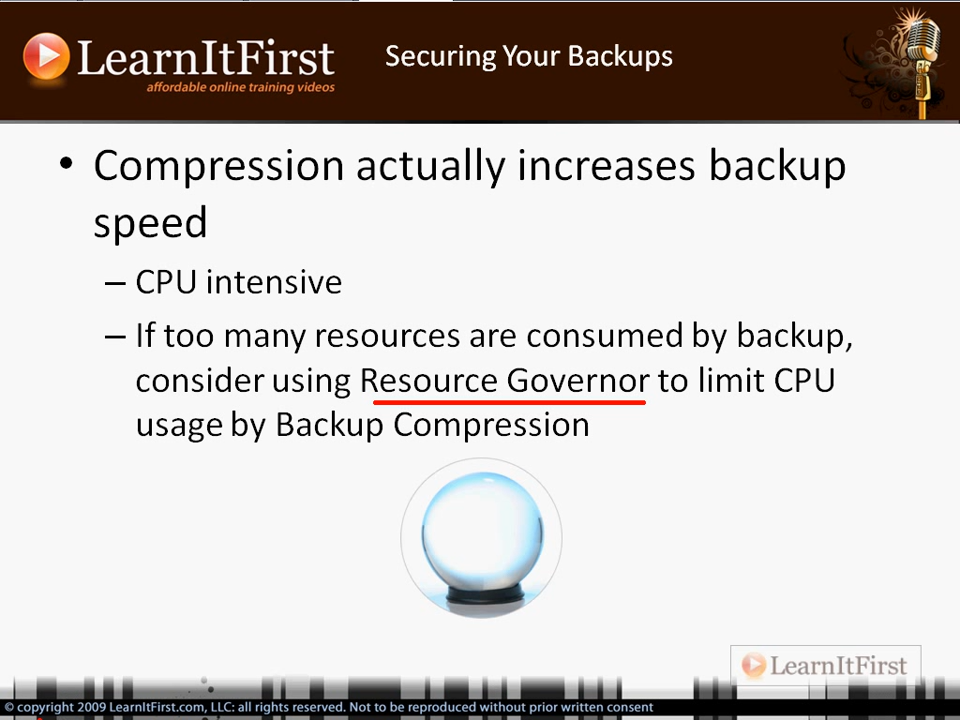 LearnItFirst
affordable online training videos
Securing Your Backups
• Compression actually increases backup
speed
– CPU intensive
– If too many resources are consumed by backup,
consider using Resource Governor to limit CPU
usage by Backup Compression
LearnItFirst
© copyright 2009 LearnItFirst.com, LLC: all rights reserved. Not to be reproduced without prior written consent